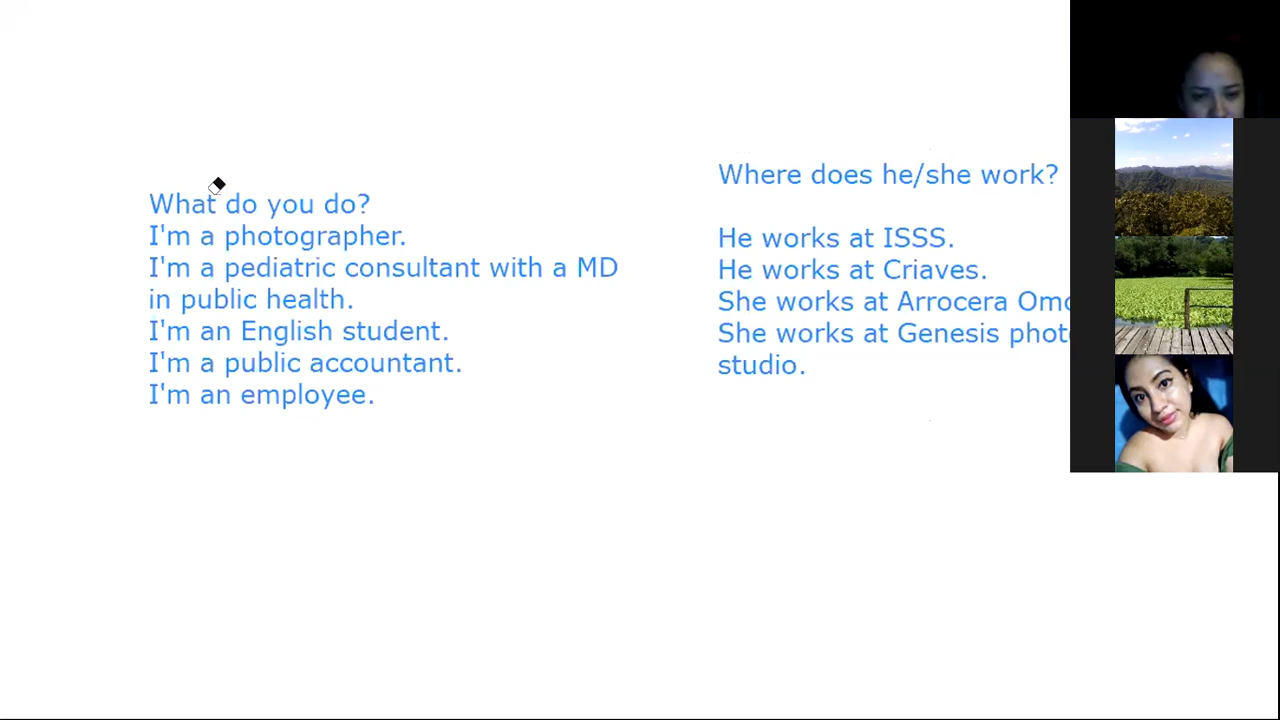 What do you do?
I'm a photographer.
I'm a pediatric consultant with a MD
in public health.
I'm an English student.
I'm a public accountant.
I'm an employee.
Where does he/she work?
He works at ISSS.
He works at Criaves.
She works at Arrocera
She works at Genesis
studio.